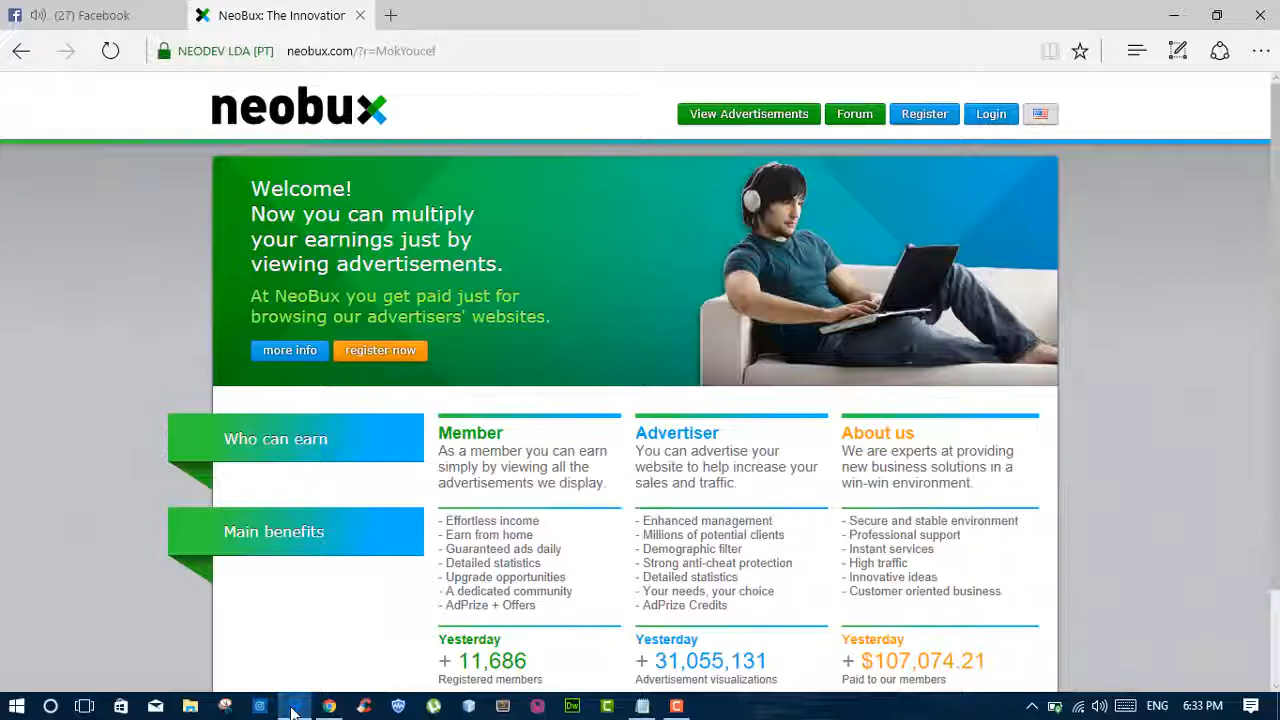 (27) Facebook
NeoBux: The Innovator
NEODEV LDA [PT]
neobux.com/?r=MokYoucef
neobux
View Advertisements
Forum
Register
Login
Welcome!
Now you can multiply
your earnings just by
viewing advertisements.
At NeoBux you get paid just for
browsing our advertisers' websites.
more info
register now
Who can earn
Member
As a member you can earn
simply by viewing all the
advertisements we display.
Advertiser
You can advertise your
website to help increase your
sales and traffic.
About us
We are experts at providing
new business solutions in a
win-win environment.
Main benefits
- Effortless income
- Earn from home
- Guaranteed ads daily
- Detailed statistics
- Upgrade opportunities
- A dedicated community
- AdPrize + Offers
- Enhanced management
- Millions of potential clients
- Demographic filter
- Strong anti-cheat protection
- Detailed statistics
- Your needs, your choice
- AdPrize Credits
- Secure and stable environment
- Professional support
- Instant services
- High traffic
- Innovative ideas
- Customer oriented business
Yesterday
+ 11,686
Registered members
Yesterday
+ 31,055,131
Advertisement visualizations
Yesterday
+ $107,074.21
Paid to our members
Dw
ENG
6:33 PM